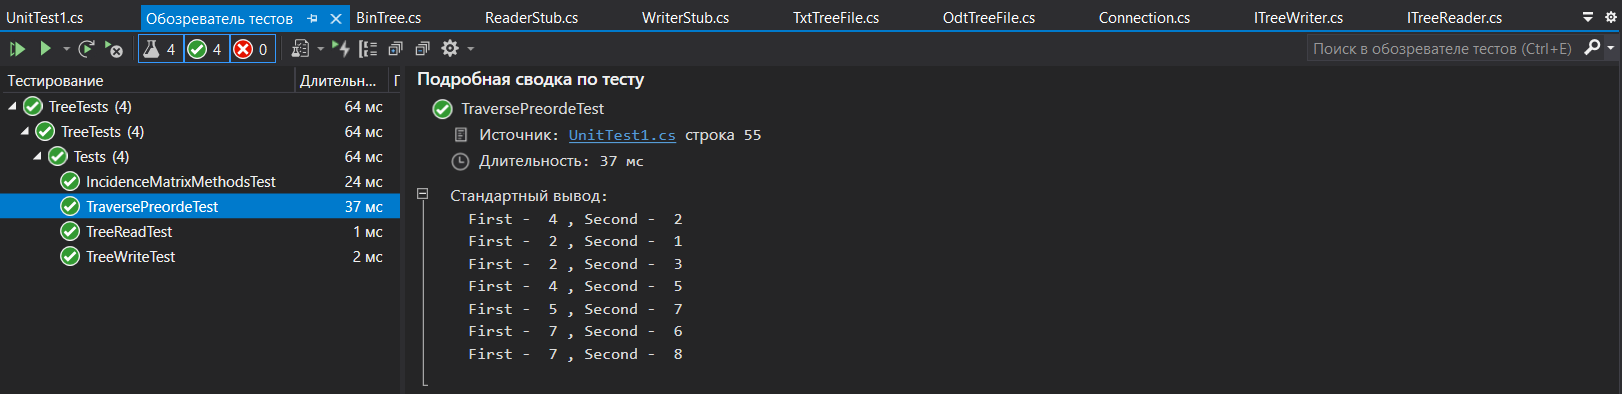 UnitTest1.cs Обозреватель тестов BinTree.cs ReaderStub.cs WriterStub.cs TxtTreeFile.cs OdtTreeFile.cs Connection.cs ITreeWriter.cs ITreeReader.cs
4 4 0 Поиск в обозревателе тестов (Ctrl+E)
Тестирование Длительн... Г
TreeTests (4) 64 мс
TreeTests (4) 64 мс
Tests (4) 64 мс
IncidenceMatrixMethodsTest 24 мс
TraversePreordeTest 37 мс
TreeReadTest 1 мс
TreeWriteTest 2 мс
Подробная сводка по тесту
TraversePreordeTest
Источник: UnitTest1.cs строка 55
Длительность: 37 мс
Стандартный вывод:
First - 4 , Second - 2
First - 2 , Second - 1
First - 2 , Second - 3
First - 4 , Second - 5
First - 5 , Second - 7
First - 7 , Second - 6
First - 7 , Second - 8